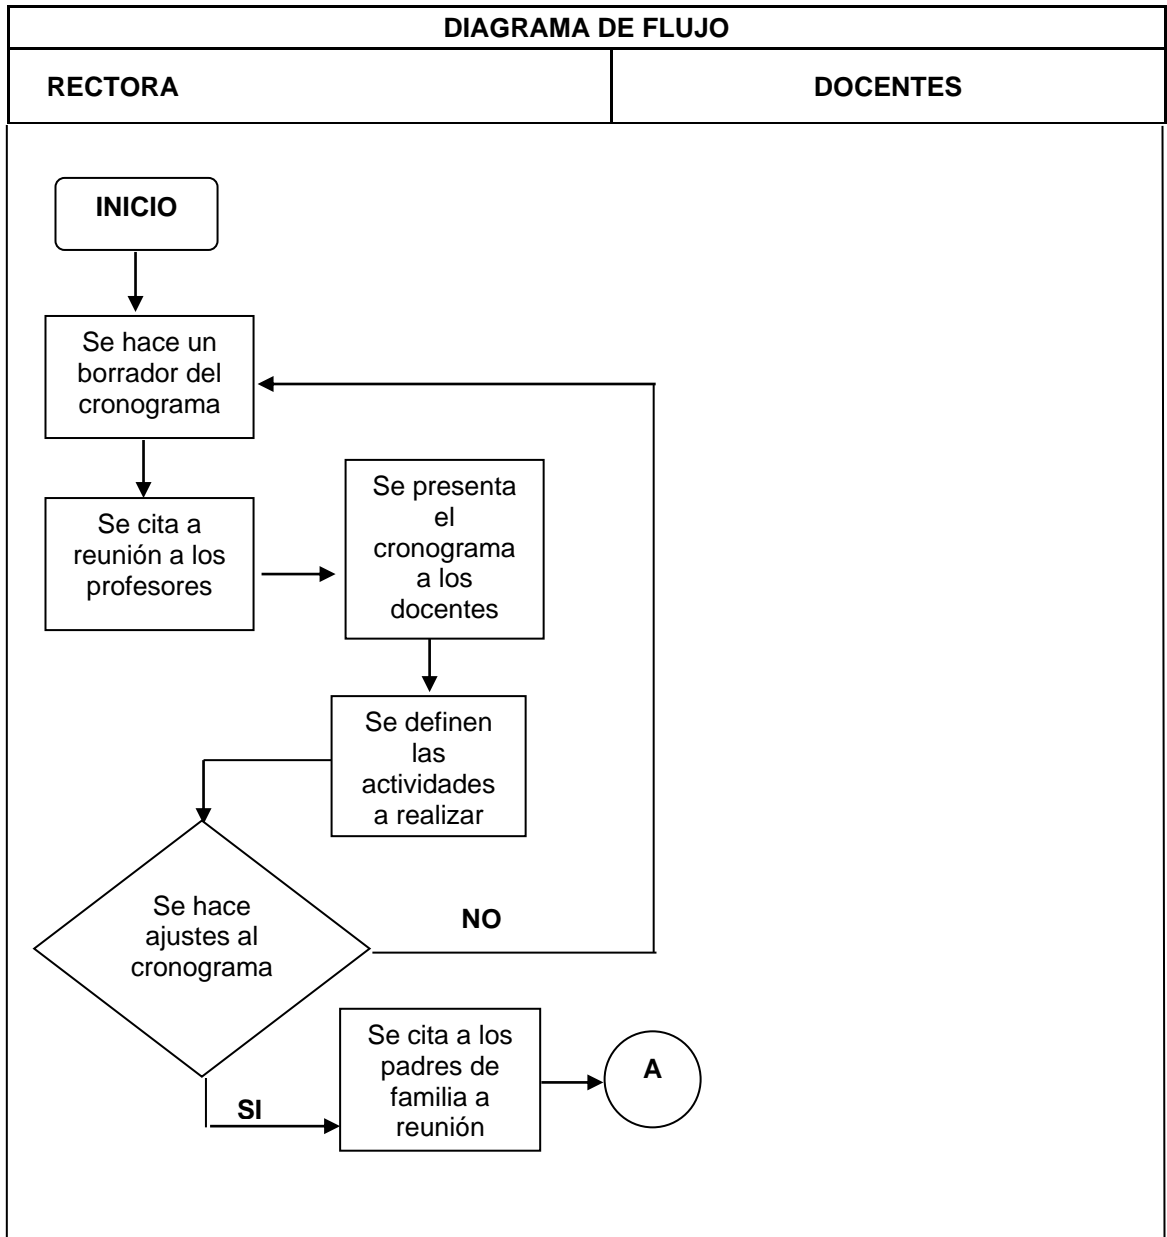 DIAGRAMA DE FLUJO
RECTORA
DOCENTES
INICIO
Se hace un
borrador del
cronograma
Se cita a
reunión a los
profesores
Se presenta
el
cronograma
a los
docentes
Se definen
las
actividades
a realizar
Se hace
ajustes al
cronograma
NO
SI
Se cita a los
padres de
familia a
reunión
A